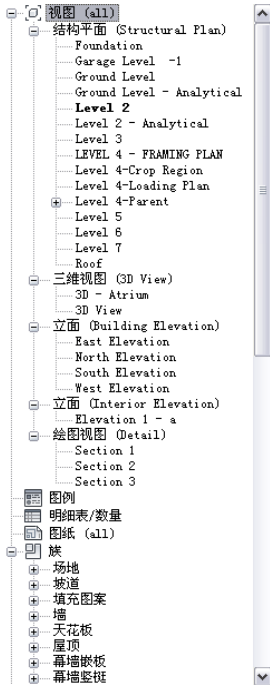 视图 (all)
结构平面 (Structural Plan)
Foundation
Garage Level -1
Ground Level
Ground Level - Analytical
Level 2
Level 2 - Analytical
Level 3
LEVEL 4 - FRAMING PLAN
Level 4-Crop Region
Level 4-Loading Plan
Level 4-Parent
Level 5
Level 6
Level 7
Roof
三维视图 (3D View)
3D - Atrium
3D View
立面 (Building Elevation)
East Elevation
North Elevation
South Elevation
West Elevation
立面 (Interior Elevation)
Elevation 1 - a
绘图视图 (Detail)
Section 1
Section 2
Section 3
图例
明细表/数量
图纸 (all)
族
场地
坡道
填充图案
墙
天花板
屋顶
幕墙嵌板
幕墙竖梃